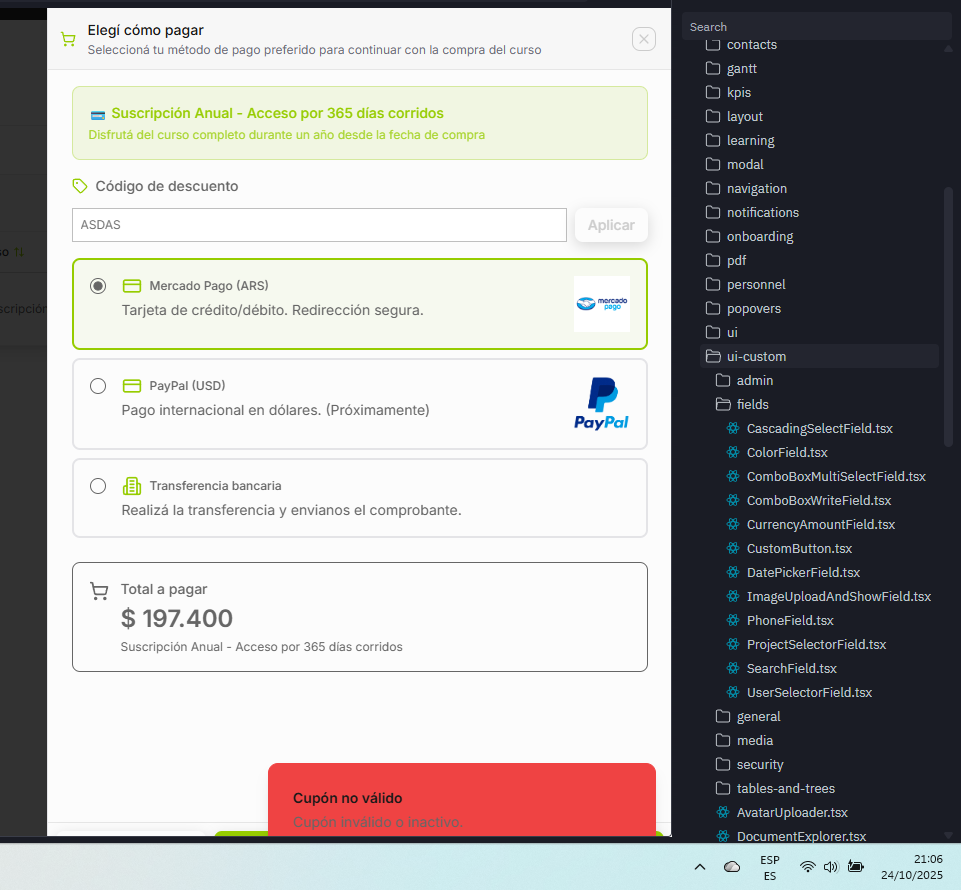 Elegí cómo pagar
Seleccioná tu método de pago preferido para continuar con la compra del curso
Suscripción Anual - Acceso por 365 días corridos
Disfrutá del curso completo durante un año desde la fecha de compra
Código de descuento
ASDAS
Aplicar
Mercado Pago (ARS)
Tarjeta de crédito/débito. Redirección segura.
mercado
pago
PayPal (USD)
Pago internacional en dólares. (Próximamente)
PayPal
Transferencia bancaria
Realizá la transferencia y envianos el comprobante.
Total a pagar
$ 197.400
Suscripción Anual - Acceso por 365 días corridos
Cupón no válido
Cupón inválido o inactivo.
so
scripción
Search
contacts
gantt
kpis
layout
learning
modal
navigation
notifications
onboarding
pdf
personnel
popovers
ui
ui-custom
admin
fields
CascadingSelectField.tsx
ColorField.tsx
ComboBoxMultiSelectField.tsx
ComboBoxWriteField.tsx
CurrencyAmountField.tsx
CustomButton.tsx
DatePickerField.tsx
ImageUploadAndShowField.tsx
PhoneField.tsx
ProjectSelectorField.tsx
SearchField.tsx
UserSelectorField.tsx
general
media
security
tables-and-trees
AvatarUploader.tsx
DocumentExplorer.tsx
ESP
ES
21:06
24/10/2025